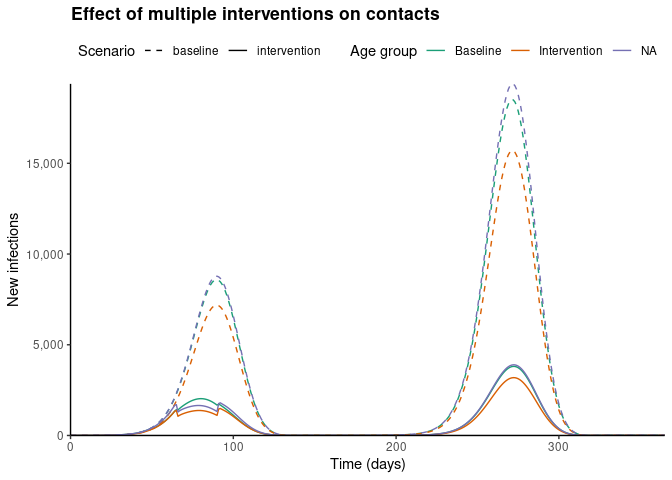 Effect of multiple interventions on contacts
Scenario baseline intervention Age group Baseline Intervention NA
New infections
15,000
10,000
5,000
0
0 100 200 300
Time (days)